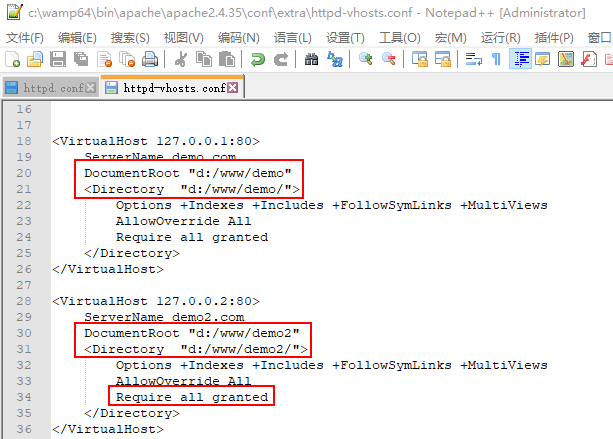 c:\wamp64\bin\apache\apache2.4.35\conf\extra\httpd-vhosts.conf - Notepad++ [Administrator]
文件(F) 编辑(E) 搜索(S) 视图(V) 编码(N) 语言(L) 设置(T) 工具(O) 宏(M) 运行(R) 插件(P) 窗口
httpd.conf httpd-vhosts.conf
16
17
18 <VirtualHost 127.0.0.1:80>
19 ServerName demo.com
20 DocumentRoot "d:/www/demo"
21 <Directory "d:/www/demo/">
22 Options +Indexes +Includes +FollowSymLinks +MultiViews
23 AllowOverride All
24 Require all granted
25 </Directory>
26 </VirtualHost>
27
28 <VirtualHost 127.0.0.2:80>
29 ServerName demo2.com
30 DocumentRoot "d:/www/demo2"
31 <Directory "d:/www/demo2/">
32 Options +Indexes +Includes +FollowSymLinks +MultiViews
33 AllowOverride All
34 Require all granted
35 </Directory>
36 </VirtualHost>